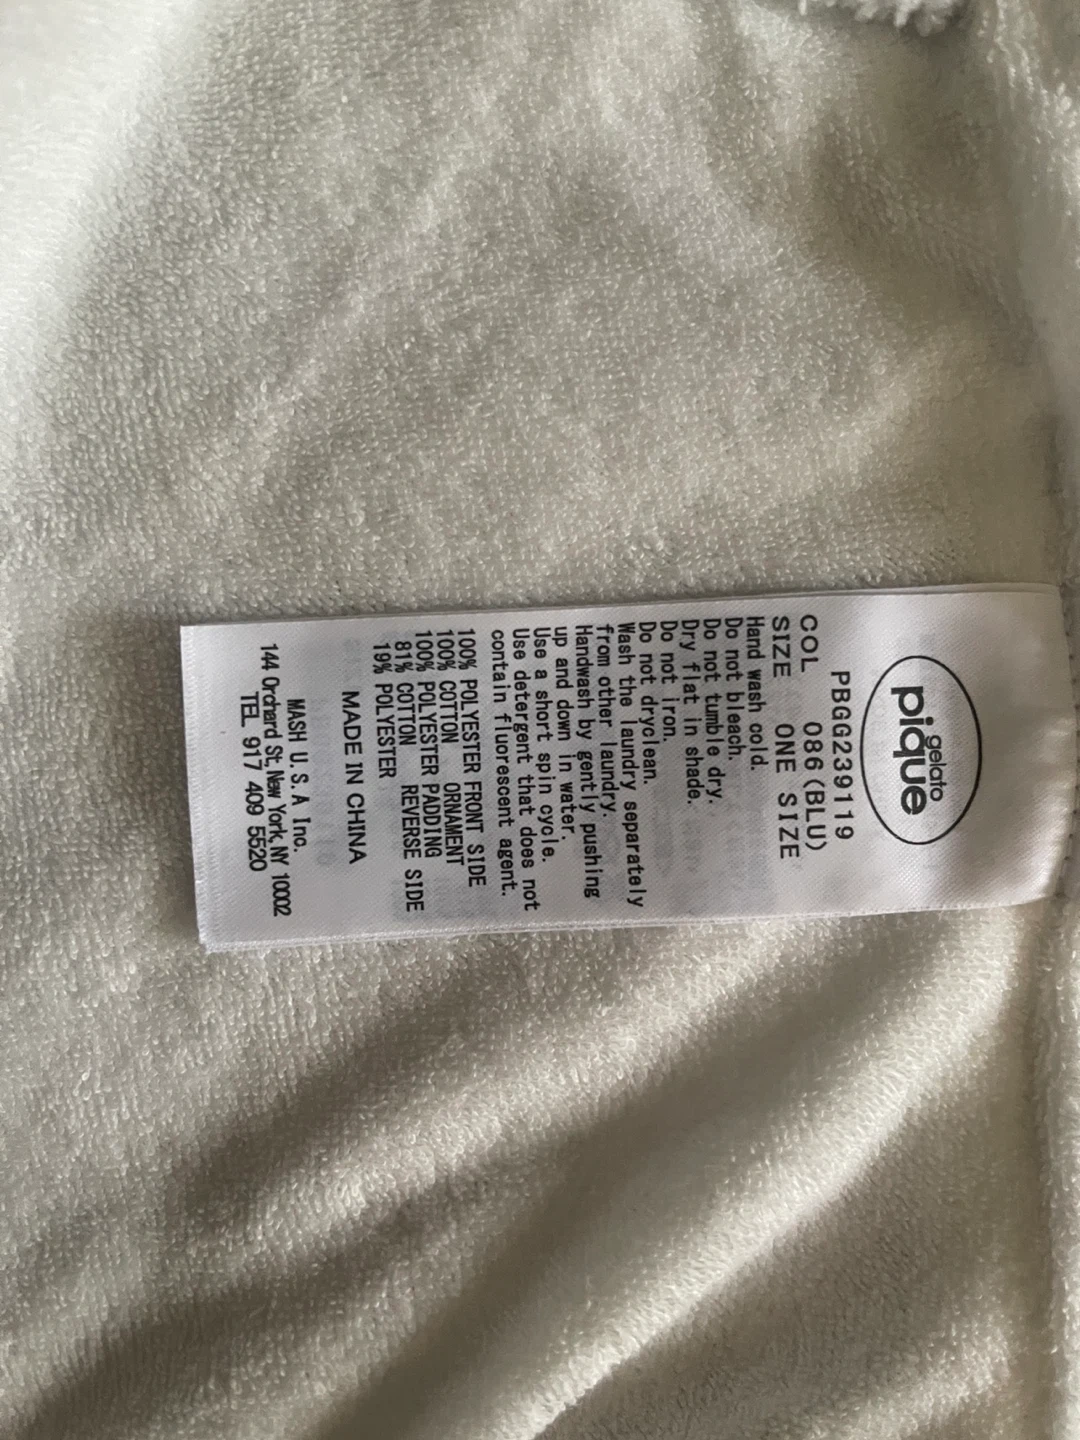 gelato
pique
PBGG239119
COL 086(BLU)
SIZE ONE SIZE
Hand wash cold.
Do not bleach.
Do not tumble dry.
Dry flat in shade.
Do not iron.
Do not dryclean.
Wash the laundry separately
from other laundry.
Handwash by gently pushing
up and down in water.
Use a short spin cycle.
Use detergent that does not
contain fluorescent agent.
100% POLYESTER FRONT SIDE
100% COTTON ORNAMENT
100% POLYESTER PADDING
81% COTTON REVERSE SIDE
19% POLYESTER
MADE IN CHINA
MASH U.S.A Inc.
144 Orchard St, New York, NY 10002
TEL 917 409 5520